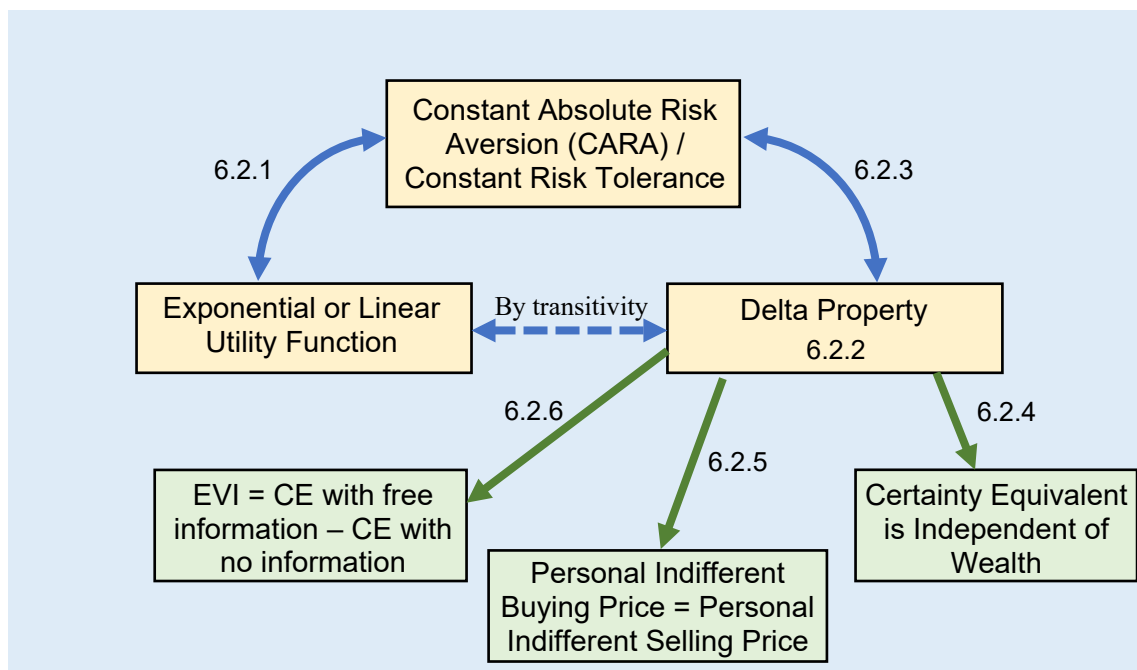 Constant Absolute Risk
Aversion (CARA) /
Constant Risk Tolerance
6.2.1
6.2.3
Exponential or Linear
Utility Function
By transitivity
Delta Property
6.2.2
6.2.6
6.2.5
6.2.4
EVI = CE with free
information – CE with
no information
Personal Indifferent
Buying Price = Personal
Indifferent Selling Price
Certainty Equivalent
is Independent of
Wealth